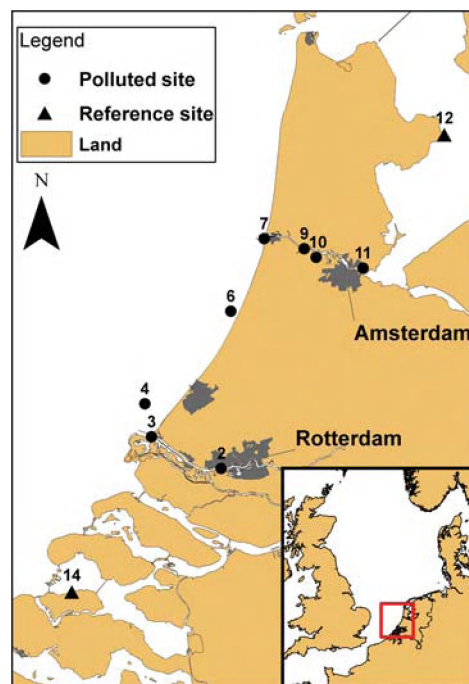 Legend
Polluted site
Reference site
Land
N
12
7
9
10
11
6
Amsterdam
4
3
Rotterdam
2
14